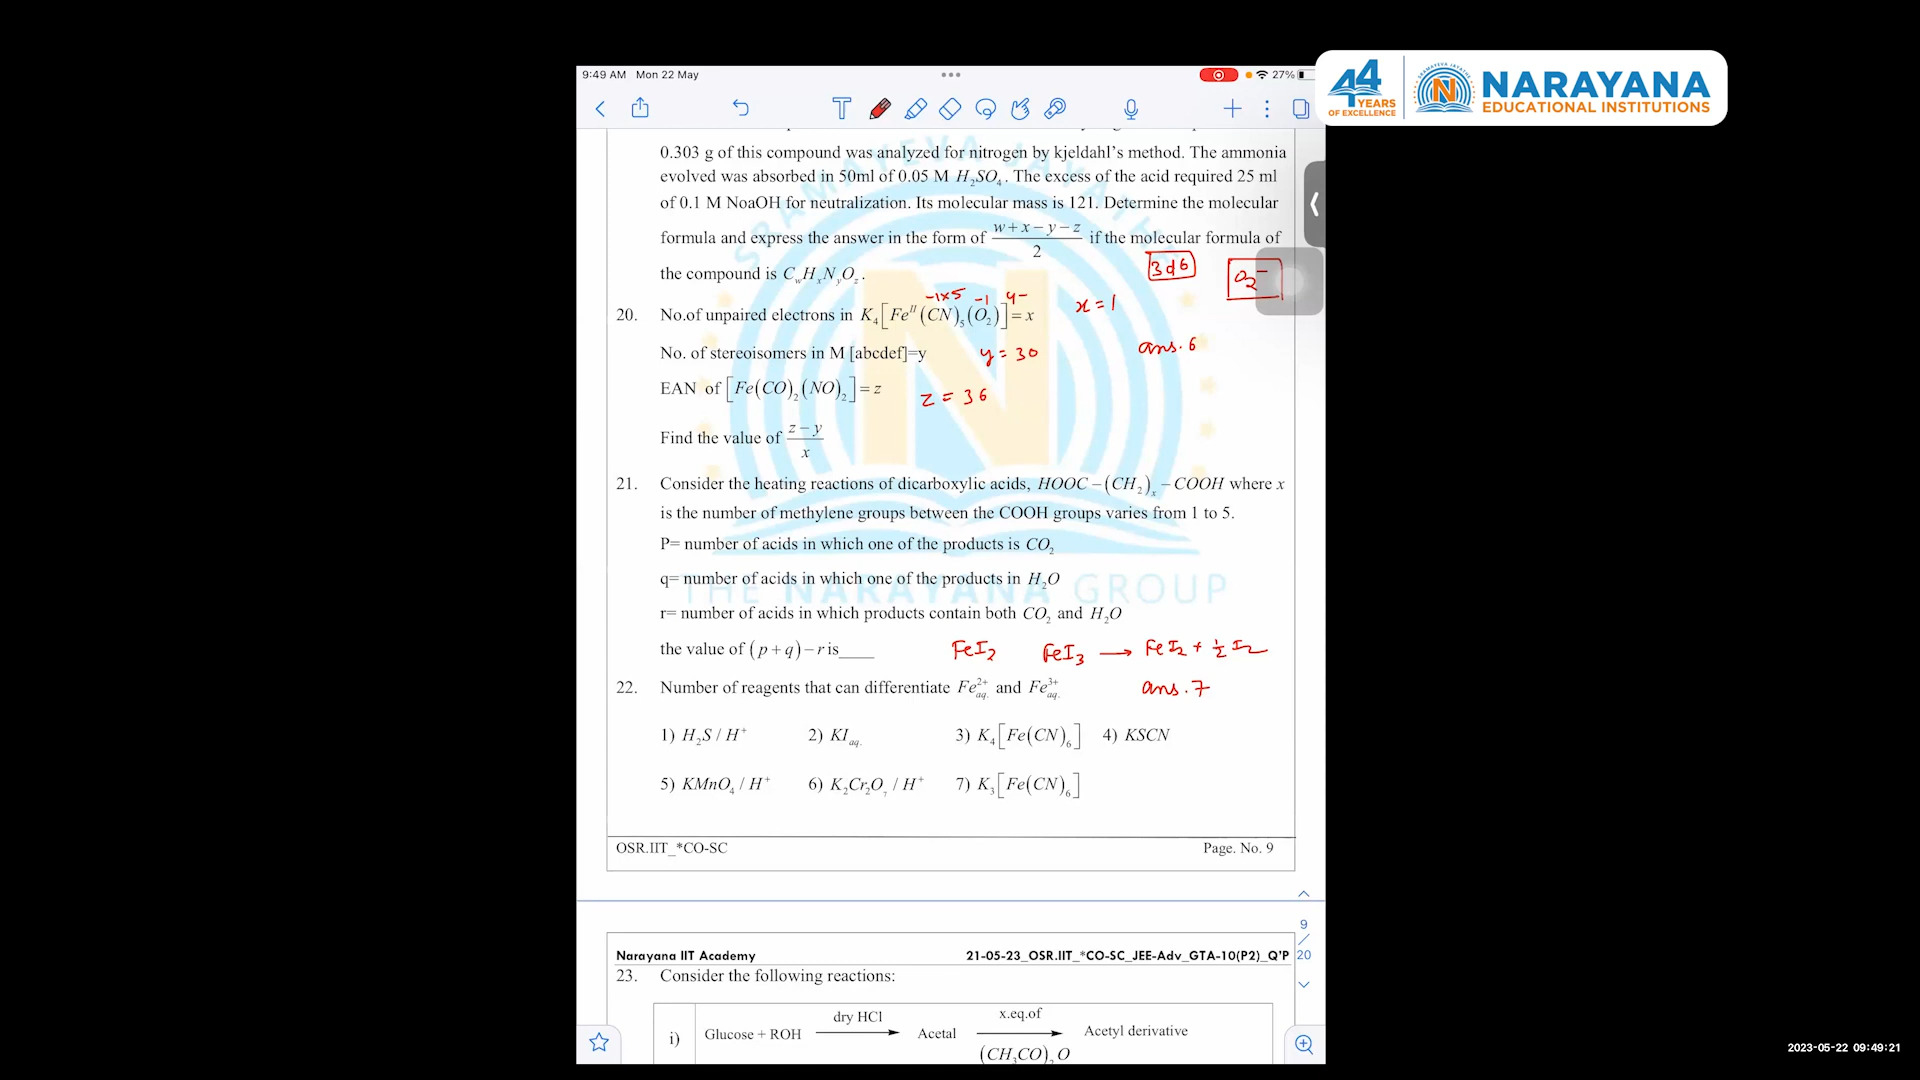 9:49 AM Mon 22 May
27%
44 YEARS OF EXCELLENCE
NARAYANA
EDUCATIONAL INSTITUTIONS
0.303 g of this compound was analyzed for nitrogen by kjeldahl's method. The ammonia
evolved was absorbed in 50ml of 0.05 M H₂SO₄. The excess of the acid required 25 ml
of 0.1 M NoaOH for neutralization. Its molecular mass is 121. Determine the molecular
formula and express the answer in the form of (w+x−y−z)/2 if the molecular formula of
the compound is C_wH_xN_yO_z.
3d6
O₂⁻
-1×5 -1 4-
20. No.of unpaired electrons in K₄[Fe^II(CN)₅(O₂)]=x
x = 1
No. of stereoisomers in M [abcdef]=y
y = 30
ans. 6
EAN of [Fe(CO)₂(NO)₂]=z
z = 36
Find the value of (z−y)/x
21. Consider the heating reactions of dicarboxylic acids, HOOC−(CH₂)ₓ−COOH where x
is the number of methylene groups between the COOH groups varies from 1 to 5.
P= number of acids in which one of the products is CO₂
q= number of acids in which one of the products in H₂O
r= number of acids in which products contain both CO₂ and H₂O
the value of (p+q)−r is____
FeI₂ FeI₃ → FeI₂ + ½ I₂
22. Number of reagents that can differentiate Fe²⁺aq. and Fe³⁺aq.
ans. 7
1) H₂S / H⁺ 2) KI aq. 3) K₄[Fe(CN)₆] 4) KSCN
5) KMnO₄ / H⁺ 6) K₂Cr₂O₇ / H⁺ 7) K₃[Fe(CN)₆]
THE NARAYANA GROUP
OSR.IIT_*CO-SC Page. No. 9
9 / 20
Narayana IIT Academy 21-05-23_OSR.IIT_*CO-SC_JEE-Adv_GTA-10(P2)_Q'P
23. Consider the following reactions:
i) Glucose + ROH dry HCl → Acetal x.eq.of (CH₃CO)₂O → Acetyl derivative
2023-05-22 09:49:21